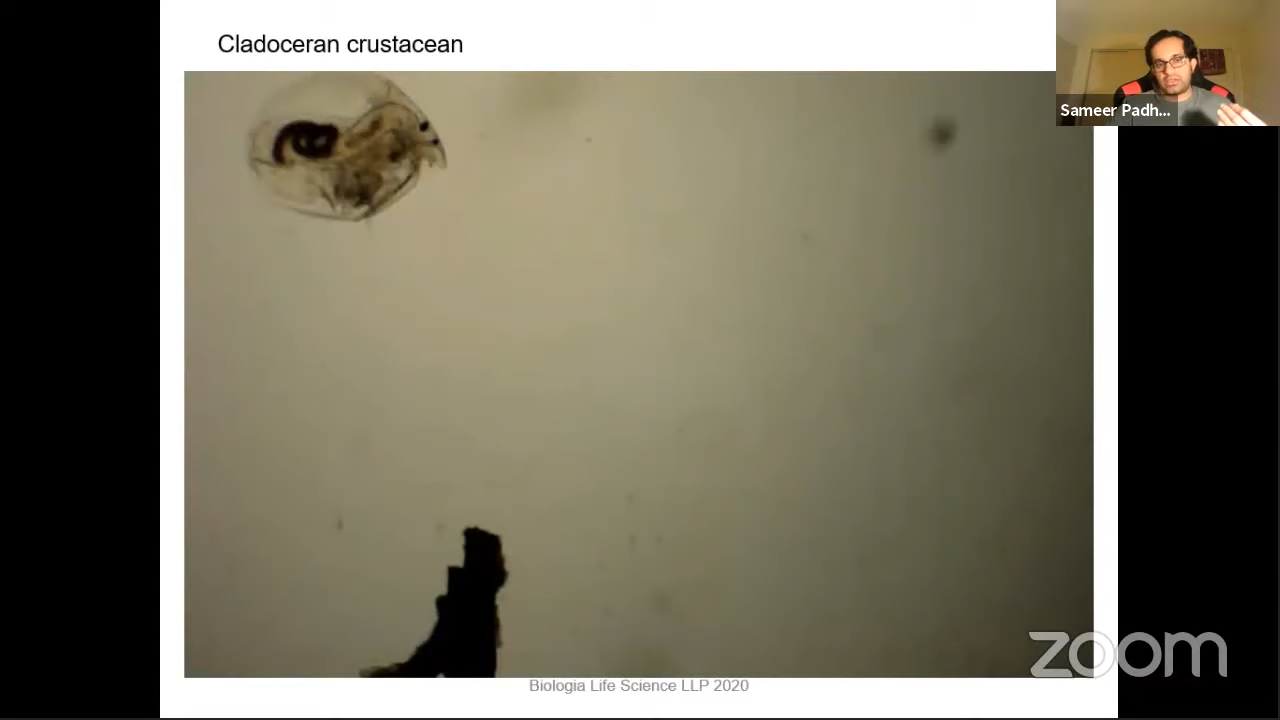 Cladoceran crustacean
Sameer Padh...
Biologia Life Science LLP 2020
zoom